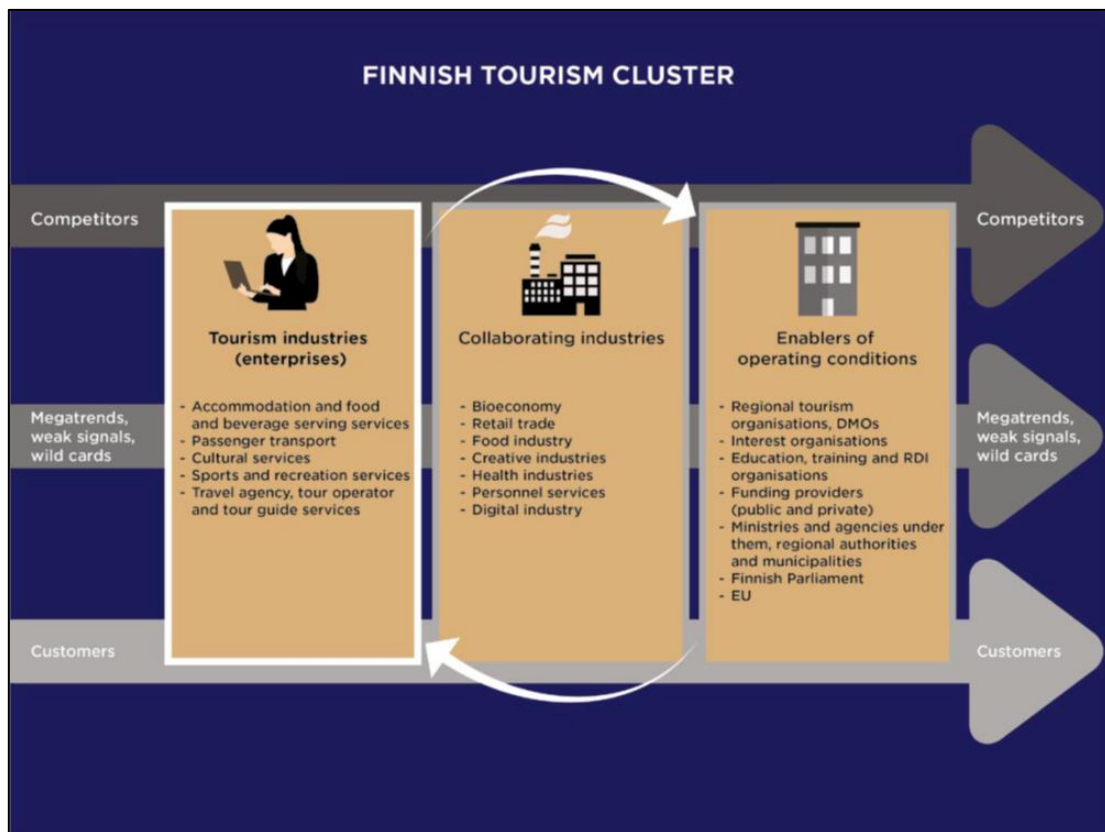 FINNISH TOURISM CLUSTER
Competitors
Megatrends,
weak signals,
wild cards
Customers
Tourism industries
(enterprises)
- Accommodation and food
and beverage serving services
- Passenger transport
- Cultural services
- Sports and recreation services
- Travel agency, tour operator
and tour guide services
Collaborating industries
- Bioeconomy
- Retail trade
- Food industry
- Creative industries
- Health industries
- Personnel services
- Digital industry
Enablers of
operating conditions
- Regional tourism
organisations, DMOs
- Interest organisations
- Education, training and RDI
organisations
- Funding providers
(public and private)
- Ministries and agencies under
them, regional authorities
and municipalities
- Finnish Parliament
- EU
Competitors
Megatrends,
weak signals,
wild cards
Customers